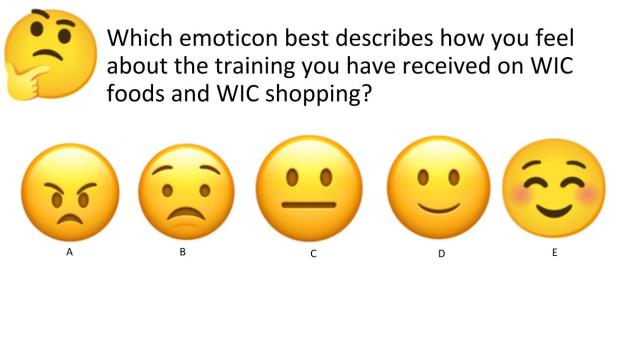 Which emoticon best describes how you feel
about the training you have received on WIC
foods and WIC shopping?
A
B
C
D
E